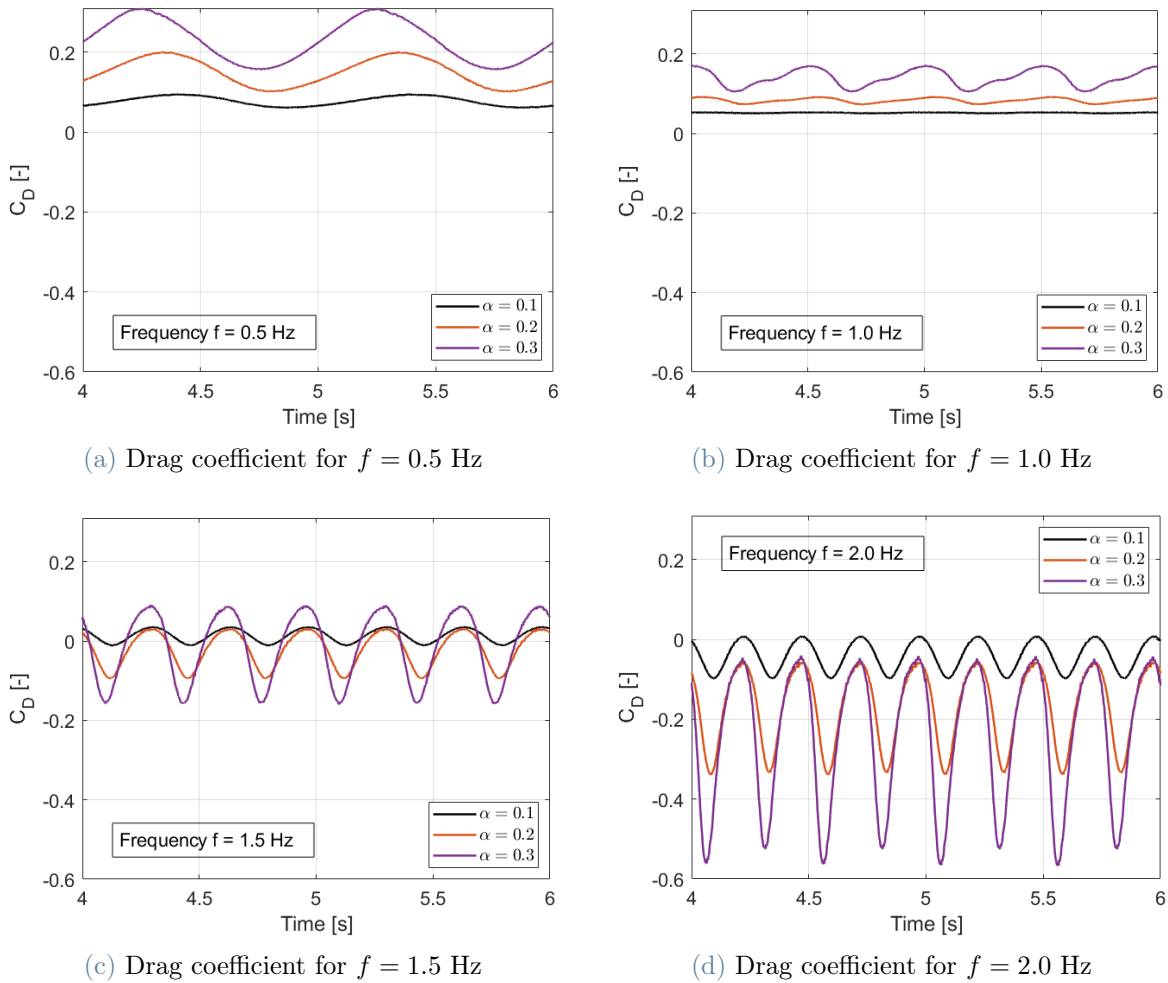 0.2
0
-0.2
-0.4
-0.6
C_D [-]
4 4.5 5 5.5 6
Time [s]
Frequency f = 0.5 Hz
α = 0.1
α = 0.2
α = 0.3
(a) Drag coefficient for f = 0.5 Hz
0.2
0
-0.2
-0.4
-0.6
C_D [-]
4 4.5 5 5.5 6
Time [s]
Frequency f = 1.0 Hz
α = 0.1
α = 0.2
α = 0.3
(b) Drag coefficient for f = 1.0 Hz
0.2
0
-0.2
-0.4
-0.6
C_D [-]
4 4.5 5 5.5 6
Time [s]
Frequency f = 1.5 Hz
α = 0.1
α = 0.2
α = 0.3
(c) Drag coefficient for f = 1.5 Hz
0.2
0
-0.2
-0.4
-0.6
C_D [-]
4 4.5 5 5.5 6
Time [s]
Frequency f = 2.0 Hz
α = 0.1
α = 0.2
α = 0.3
(d) Drag coefficient for f = 2.0 Hz